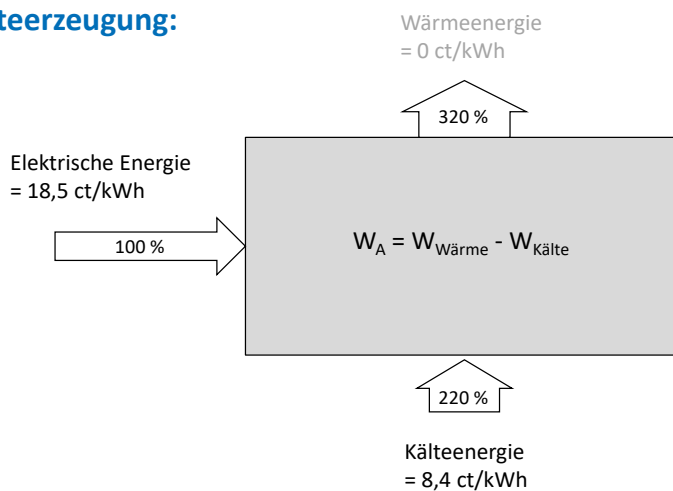 teerzeugung:
Wärmeenergie
= 0 ct/kWh
320 %
Elektrische Energie
= 18,5 ct/kWh
100 %
W_A = W_Wärme - W_Kälte
220 %
Kälteenergie
= 8,4 ct/kWh